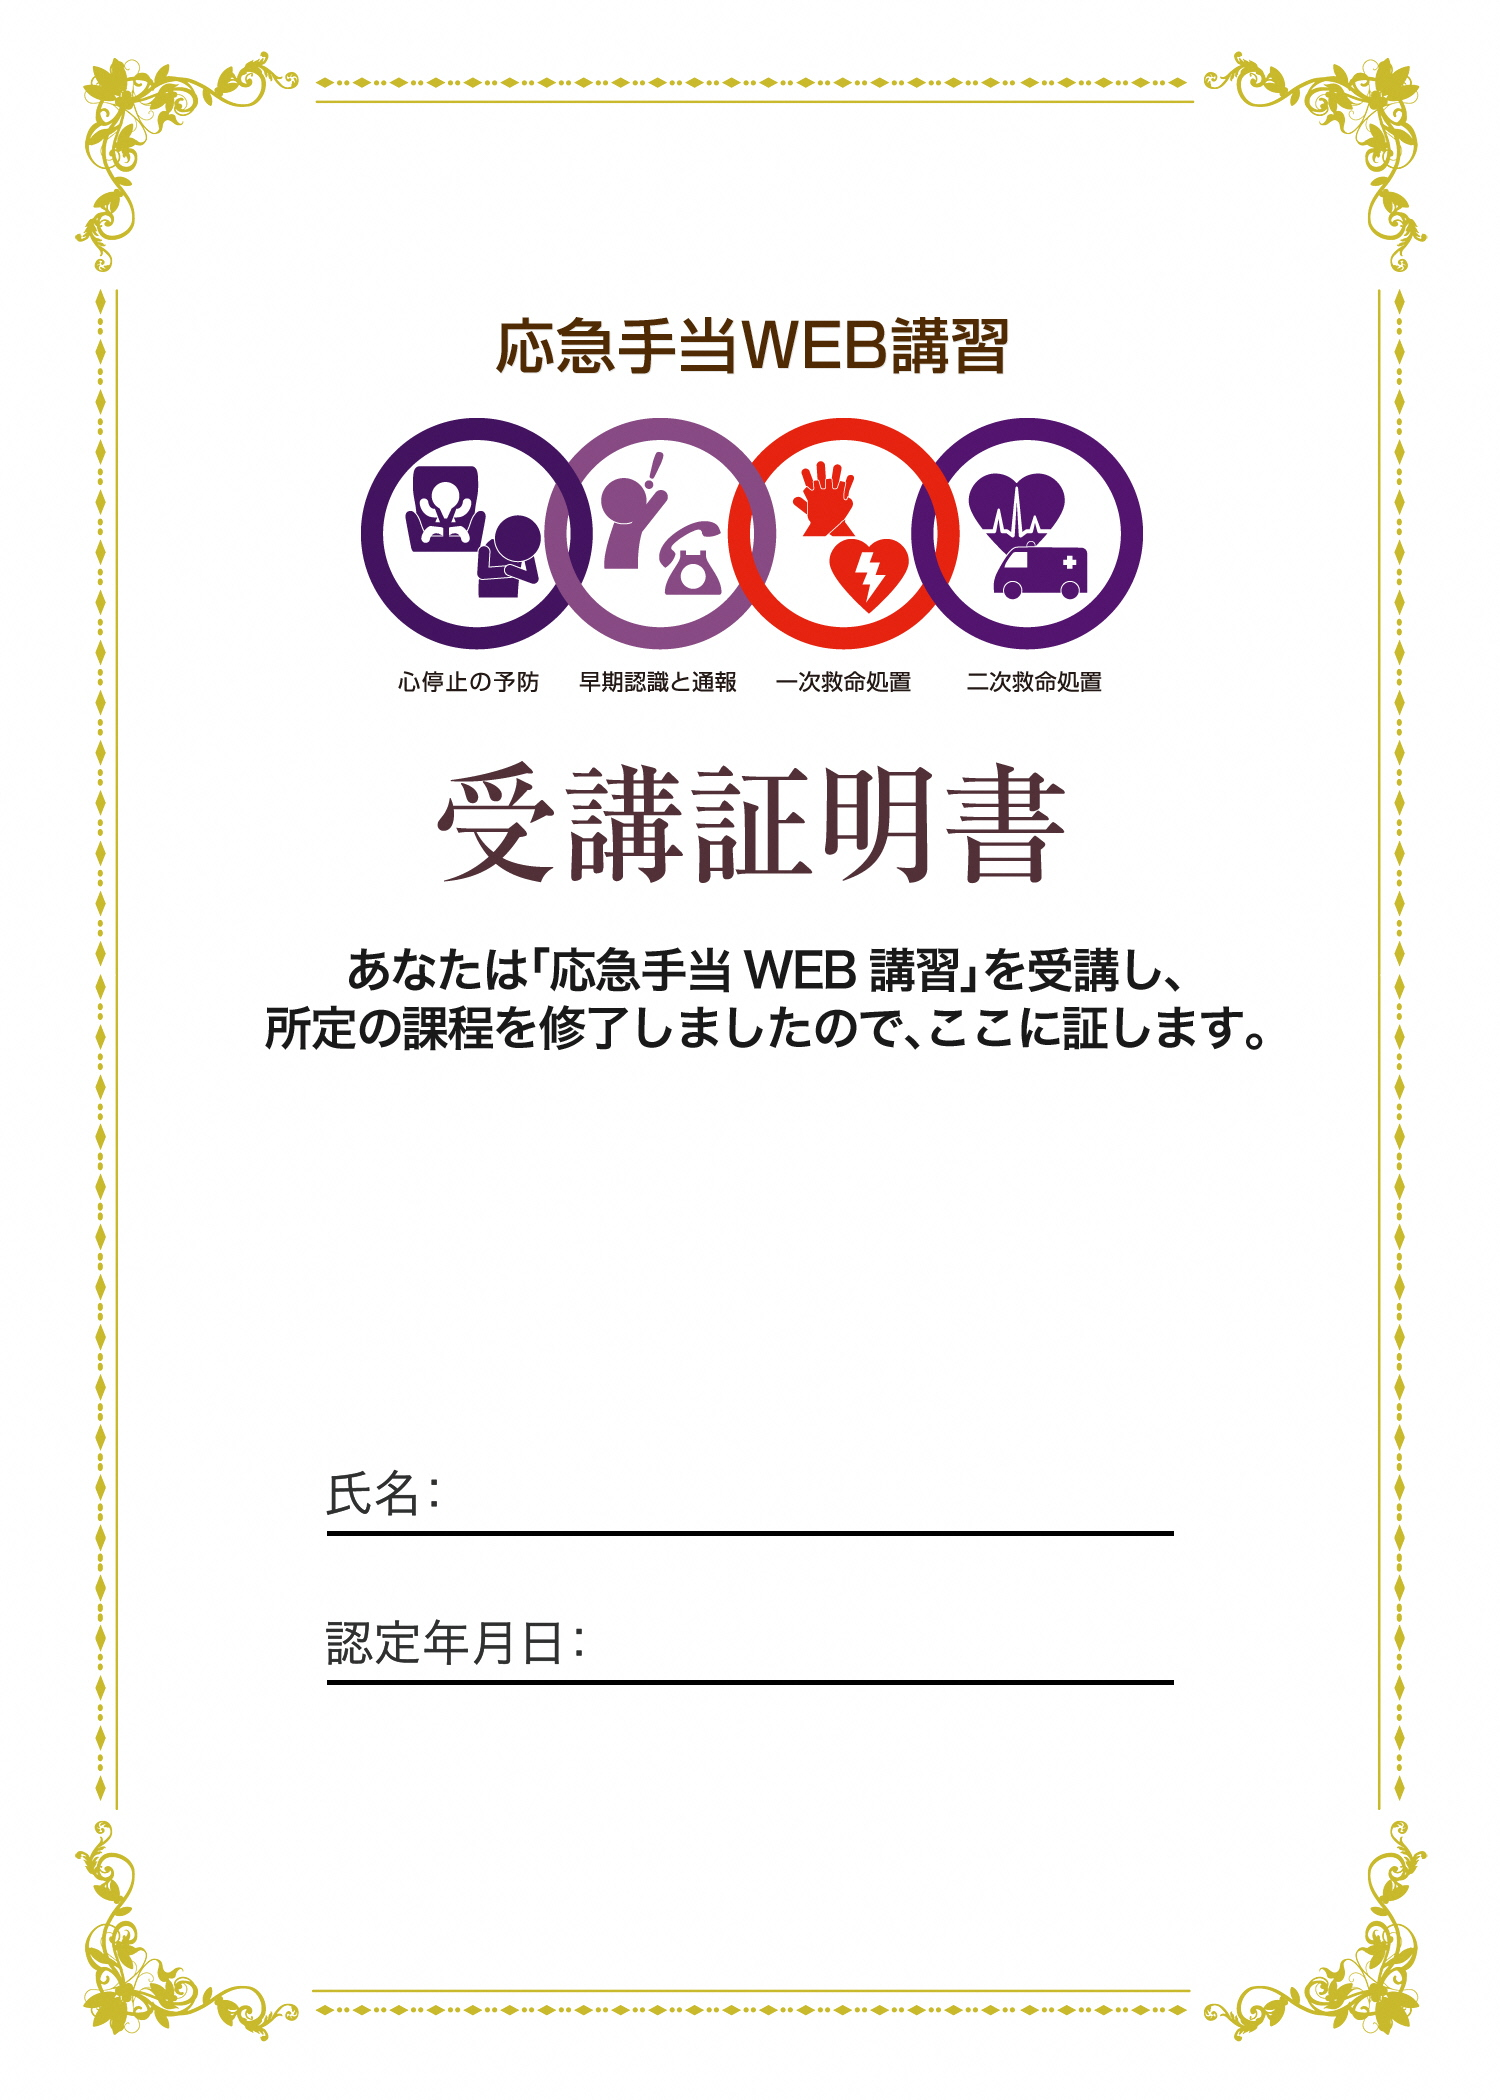 応急手当WEB講習
心停止の予防 早期認識と通報 一次救命処置 二次救命処置
受講証明書
あなたは「応急手当 WEB 講習」を受講し、
所定の課程を修了しましたので、ここに証します。
氏名：
認定年月日：